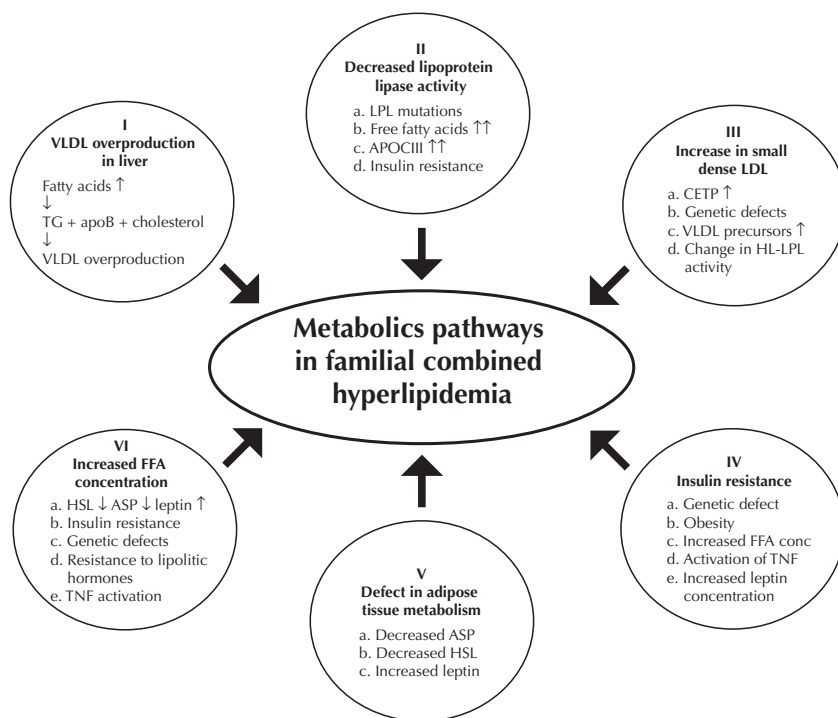 I
VLDL overproduction
in liver
Fatty acids ↑
↓
TG + apoB + cholesterol
↓
VLDL overproduction
II
Decreased lipoprotein
lipase activity
a. LPL mutations
b. Free fatty acids ↑↑
c. APOCIII ↑↑
d. Insulin resistance
III
Increase in small
dense LDL
a. CETP ↑
b. Genetic defects
c. VLDL precursors ↑
d. Change in HL-LPL
activity
Metabolics pathways
in familial combined
hyperlipidemia
VI
Increased FFA
concentration
a. HSL ↓ ASP ↓ leptin ↑
b. Insulin resistance
c. Genetic defects
d. Resistance to lipolitic
hormones
e. TNF activation
V
Defect in adipose
tissue metabolism
a. Decreased ASP
b. Decreased HSL
c. Increased leptin
IV
Insulin resistance
a. Genetic defect
b. Obesity
c. Increased FFA conc
d. Activation of TNF
e. Increased leptin
concentration